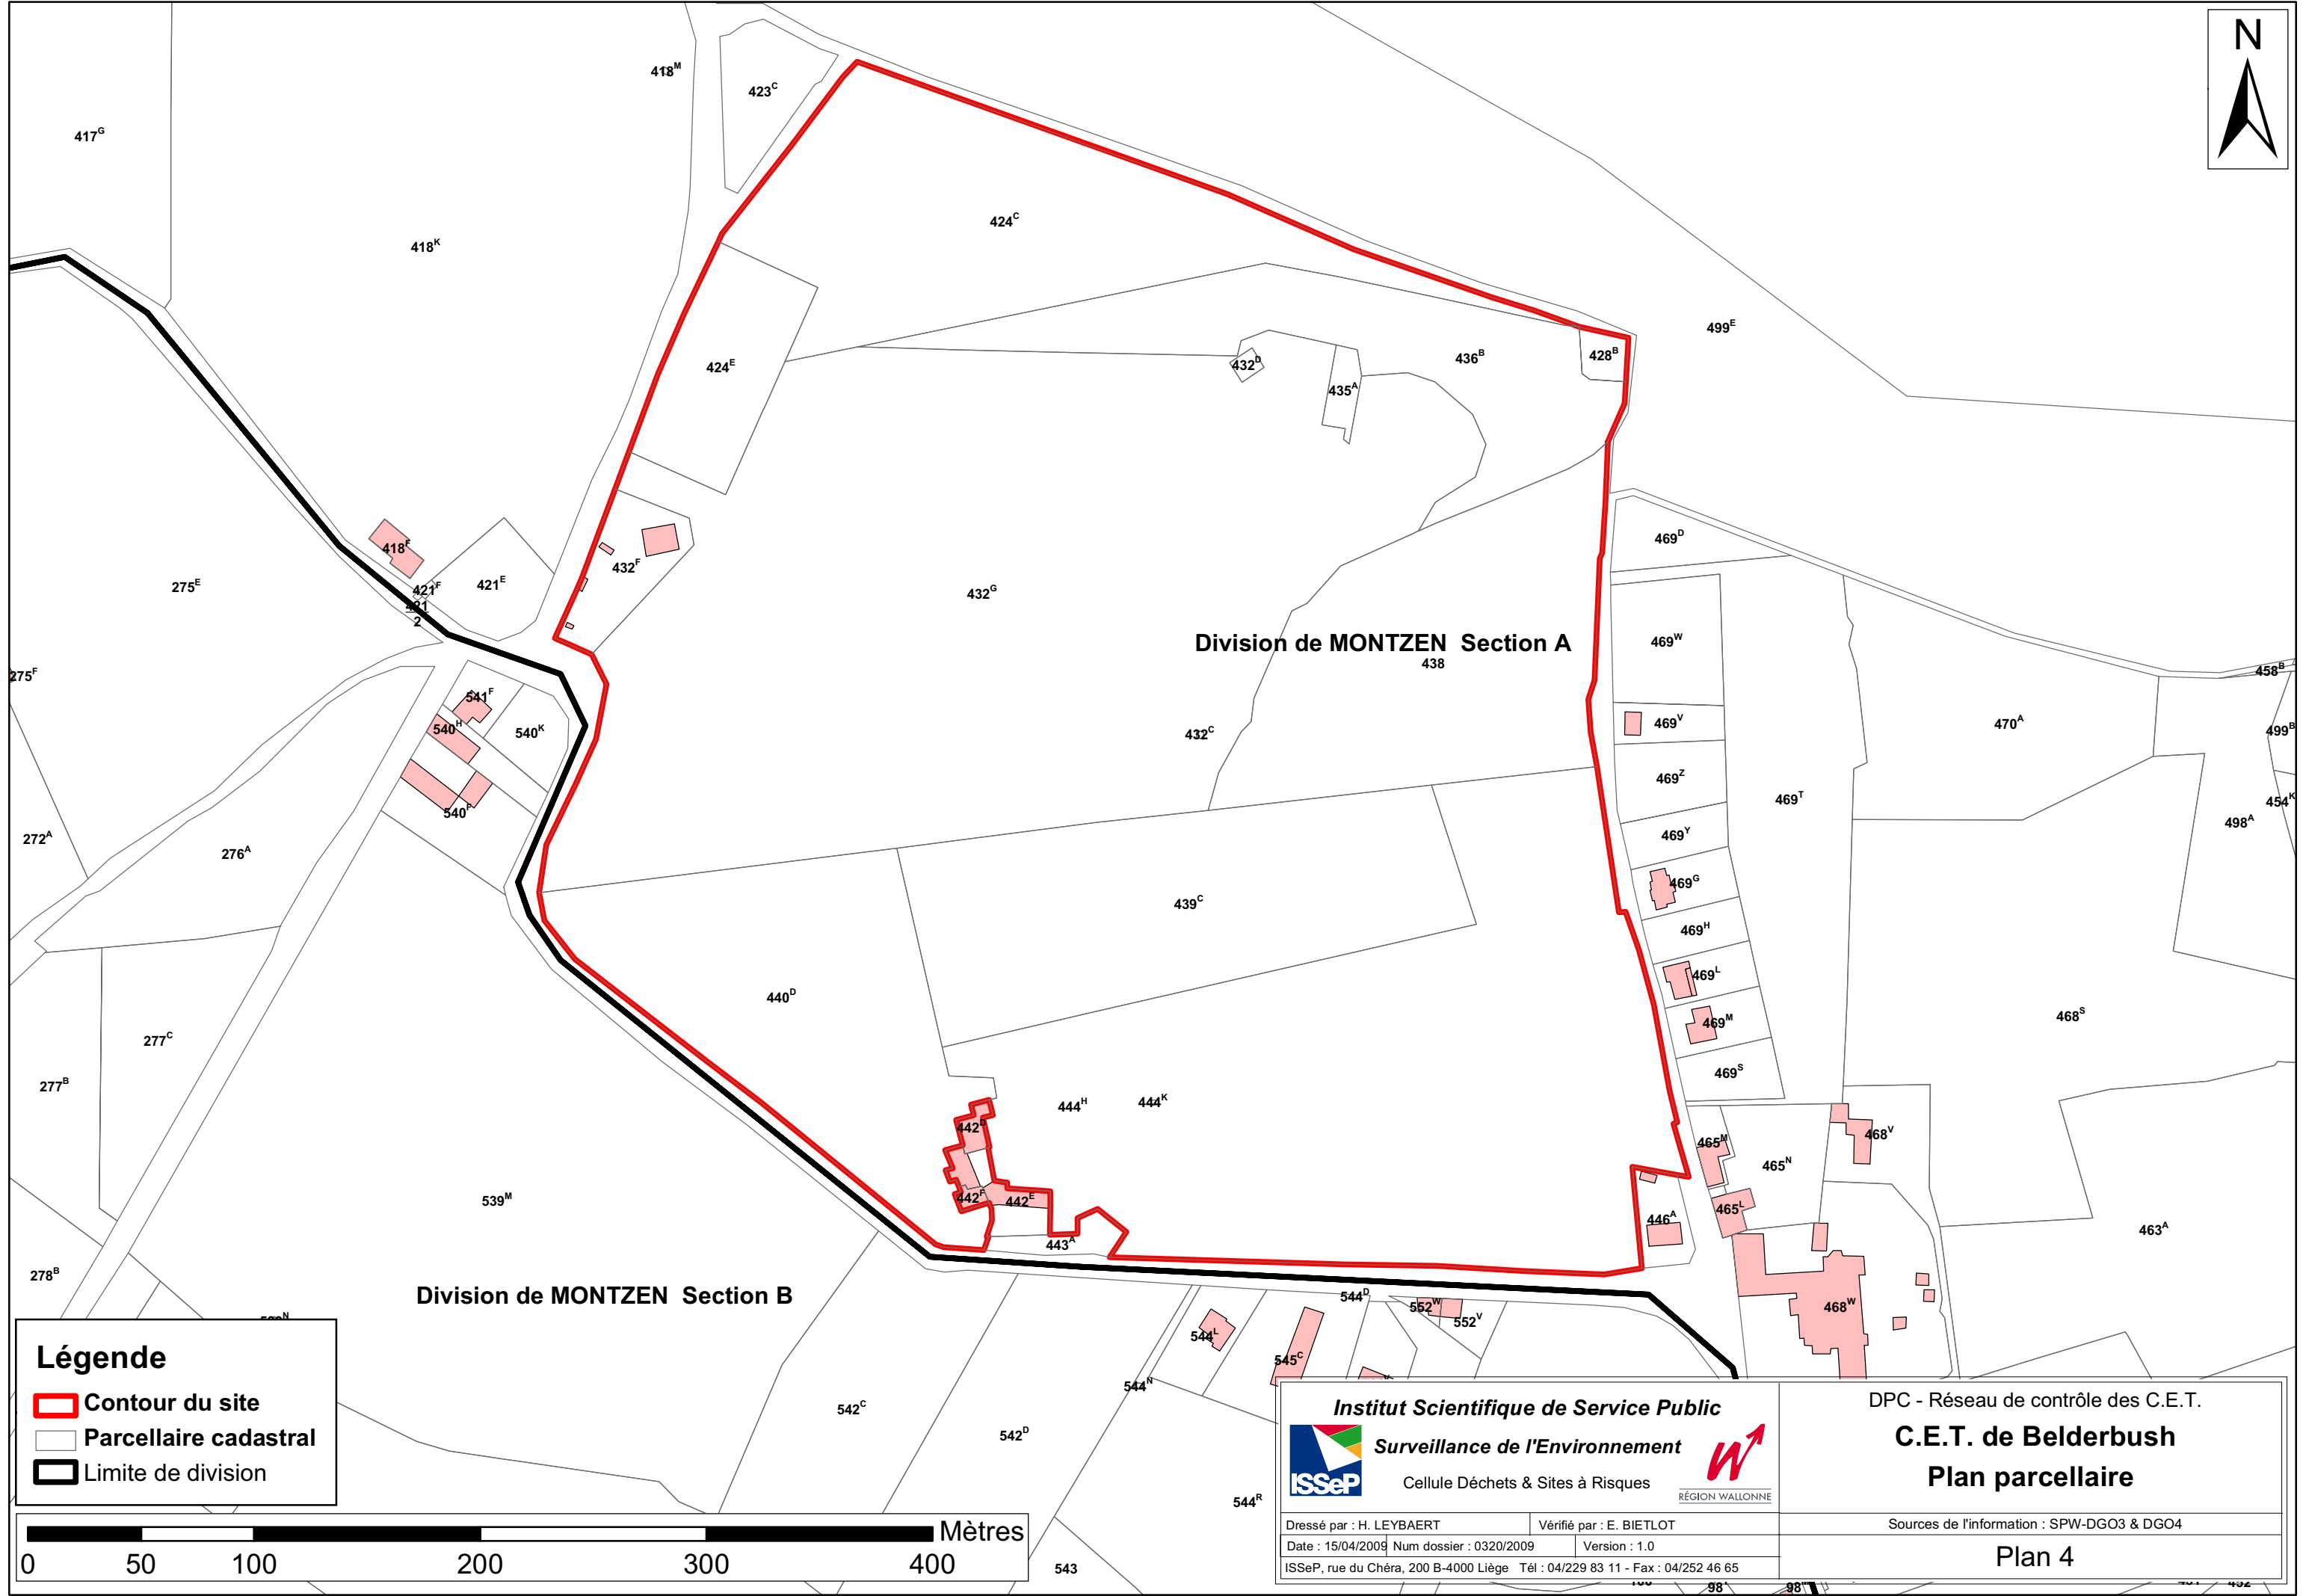 N
418M
423C
417G
424C
418K
499E
428B
436B
432D
424E
435A
469D
418F
432F
275E
421F
421E
432G
421
2
Division de MONTZEN Section A
469W
438
458B
275F
541F
469V
470A
499B
540H
540K
432C
469Z
469T
454K
540F
498A
272A
469Y
276A
469G
439C
469H
469L
440D
468S
469M
277C
469S
277B
444H
444K
442D
468V
465M
465N
539M
442F
442E
465L
446A
463A
443A
278B
Division de MONTZEN Section B
544D
552W
468W
552V
544L
545C
544N
542C
542D
544R
543
Légende
Contour du site
Parcellaire cadastral
Limite de division
Mètres
0 50 100 200 300 400
Institut Scientifique de Service Public
Surveillance de l'Environnement
Cellule Déchets & Sites à Risques
ISSeP
RÉGION WALLONNE
DPC - Réseau de contrôle des C.E.T.
C.E.T. de Belderbush
Plan parcellaire
Dressé par : H. LEYBAERT
Vérifié par : E. BIETLOT
Sources de l'information : SPW-DGO3 & DGO4
Date : 15/04/2009
Num dossier : 0320/2009
Version : 1.0
Plan 4
ISSeP, rue du Chéra, 200 B-4000 Liège Tél : 04/229 83 11 - Fax : 04/252 46 65
98
98